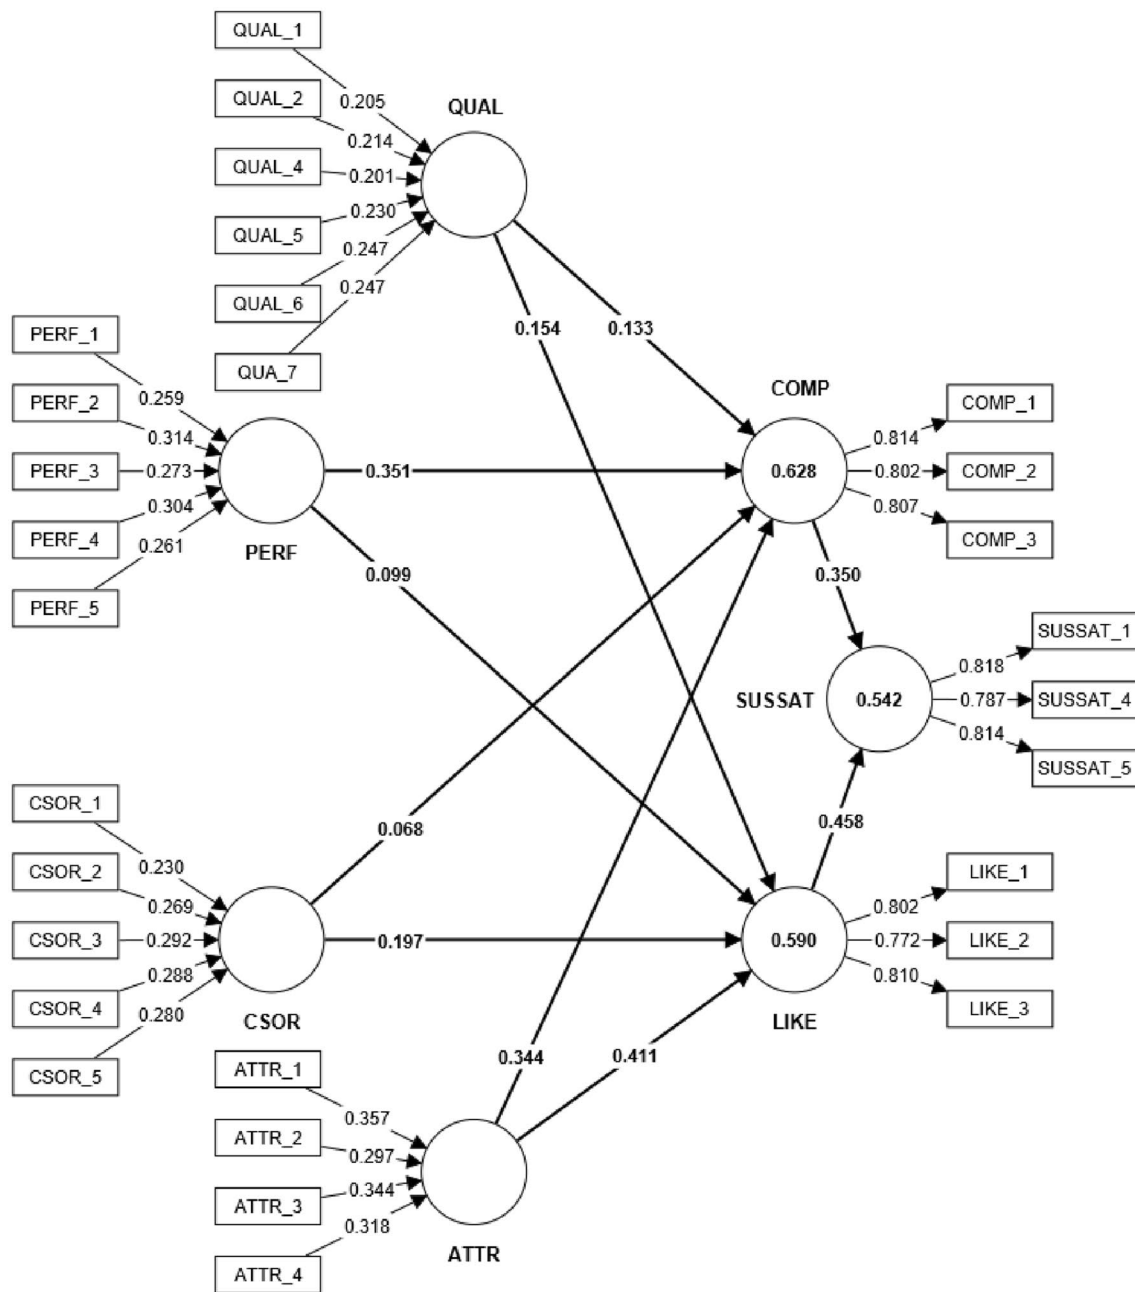 QUAL_1
0.205
QUAL_2
QUAL
0.214
QUAL_4
0.201
QUAL_5
0.230
0.247
QUAL_6
0.247
QUA_7
PERF_1
0.259
PERF_2
0.314
PERF_3
0.273
0.304
PERF_4
0.261
PERF_5
PERF
0.154
0.133
0.351
0.099
COMP
0.628
0.814
COMP_1
0.802
COMP_2
0.807
COMP_3
0.350
SUSSAT
0.542
0.818
SUSSAT_1
0.787
SUSSAT_4
0.814
SUSSAT_5
0.458
CSOR_1
0.230
CSOR_2
0.269
CSOR_3
0.292
0.288
CSOR_4
0.280
CSOR_5
CSOR
0.068
0.197
0.590
LIKE
0.802
LIKE_1
0.772
LIKE_2
0.810
LIKE_3
0.344
0.411
ATTR_1
0.357
ATTR_2
0.297
ATTR_3
0.344
0.318
ATTR_4
ATTR